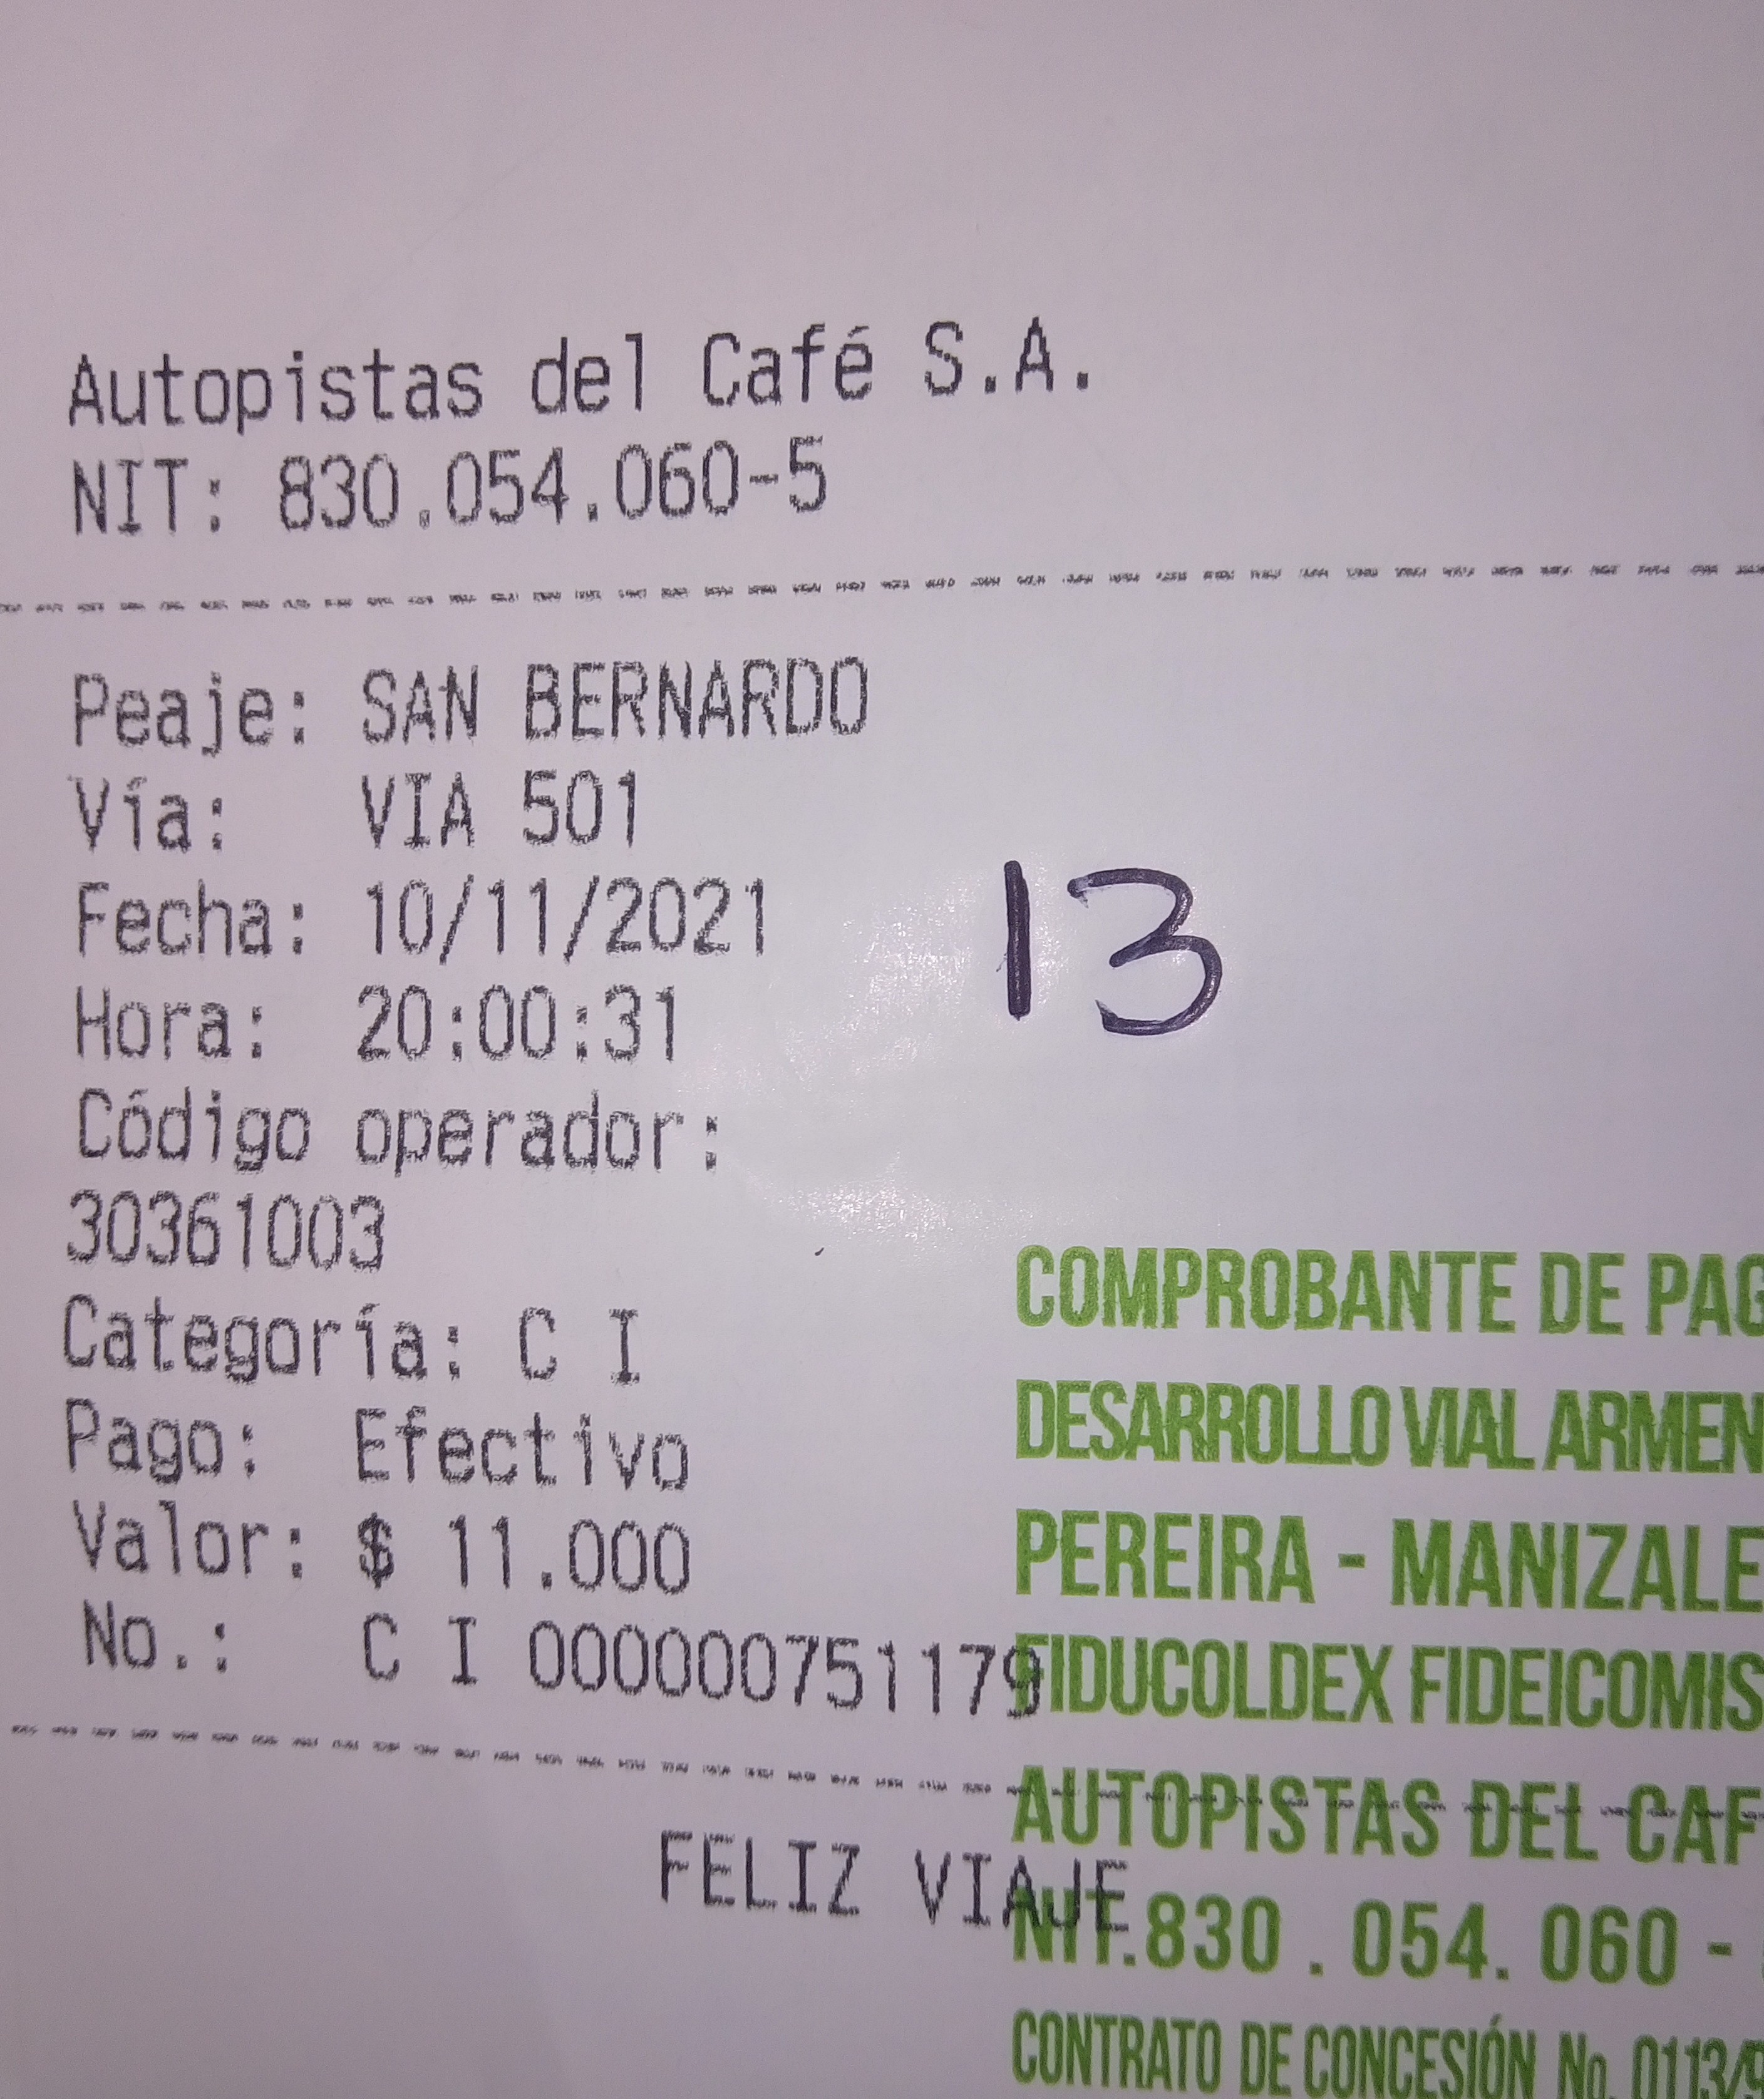 Autopistas del Café S.A.
NIT: 830.054.060-5
Peaje: SAN BERNARDO
Vía: VIA 501
Fecha: 10/11/2021
Hora: 20:00:31
Código operador:
30361003
Categoría: C I
Pago: Efectivo
Valor: $ 11.000
No.: C I 000000751179
FELIZ VIAJE
13
COMPROBANTE DE PAG
DESARROLLO VIAL ARMEN
PEREIRA - MANIZALE
FIDUCOLDEX FIDEICOMIS
AUTOPISTAS DEL CAF
NIT.830 . 054. 060 -
CONTRATO DE CONCESIÓN No. 0113/9